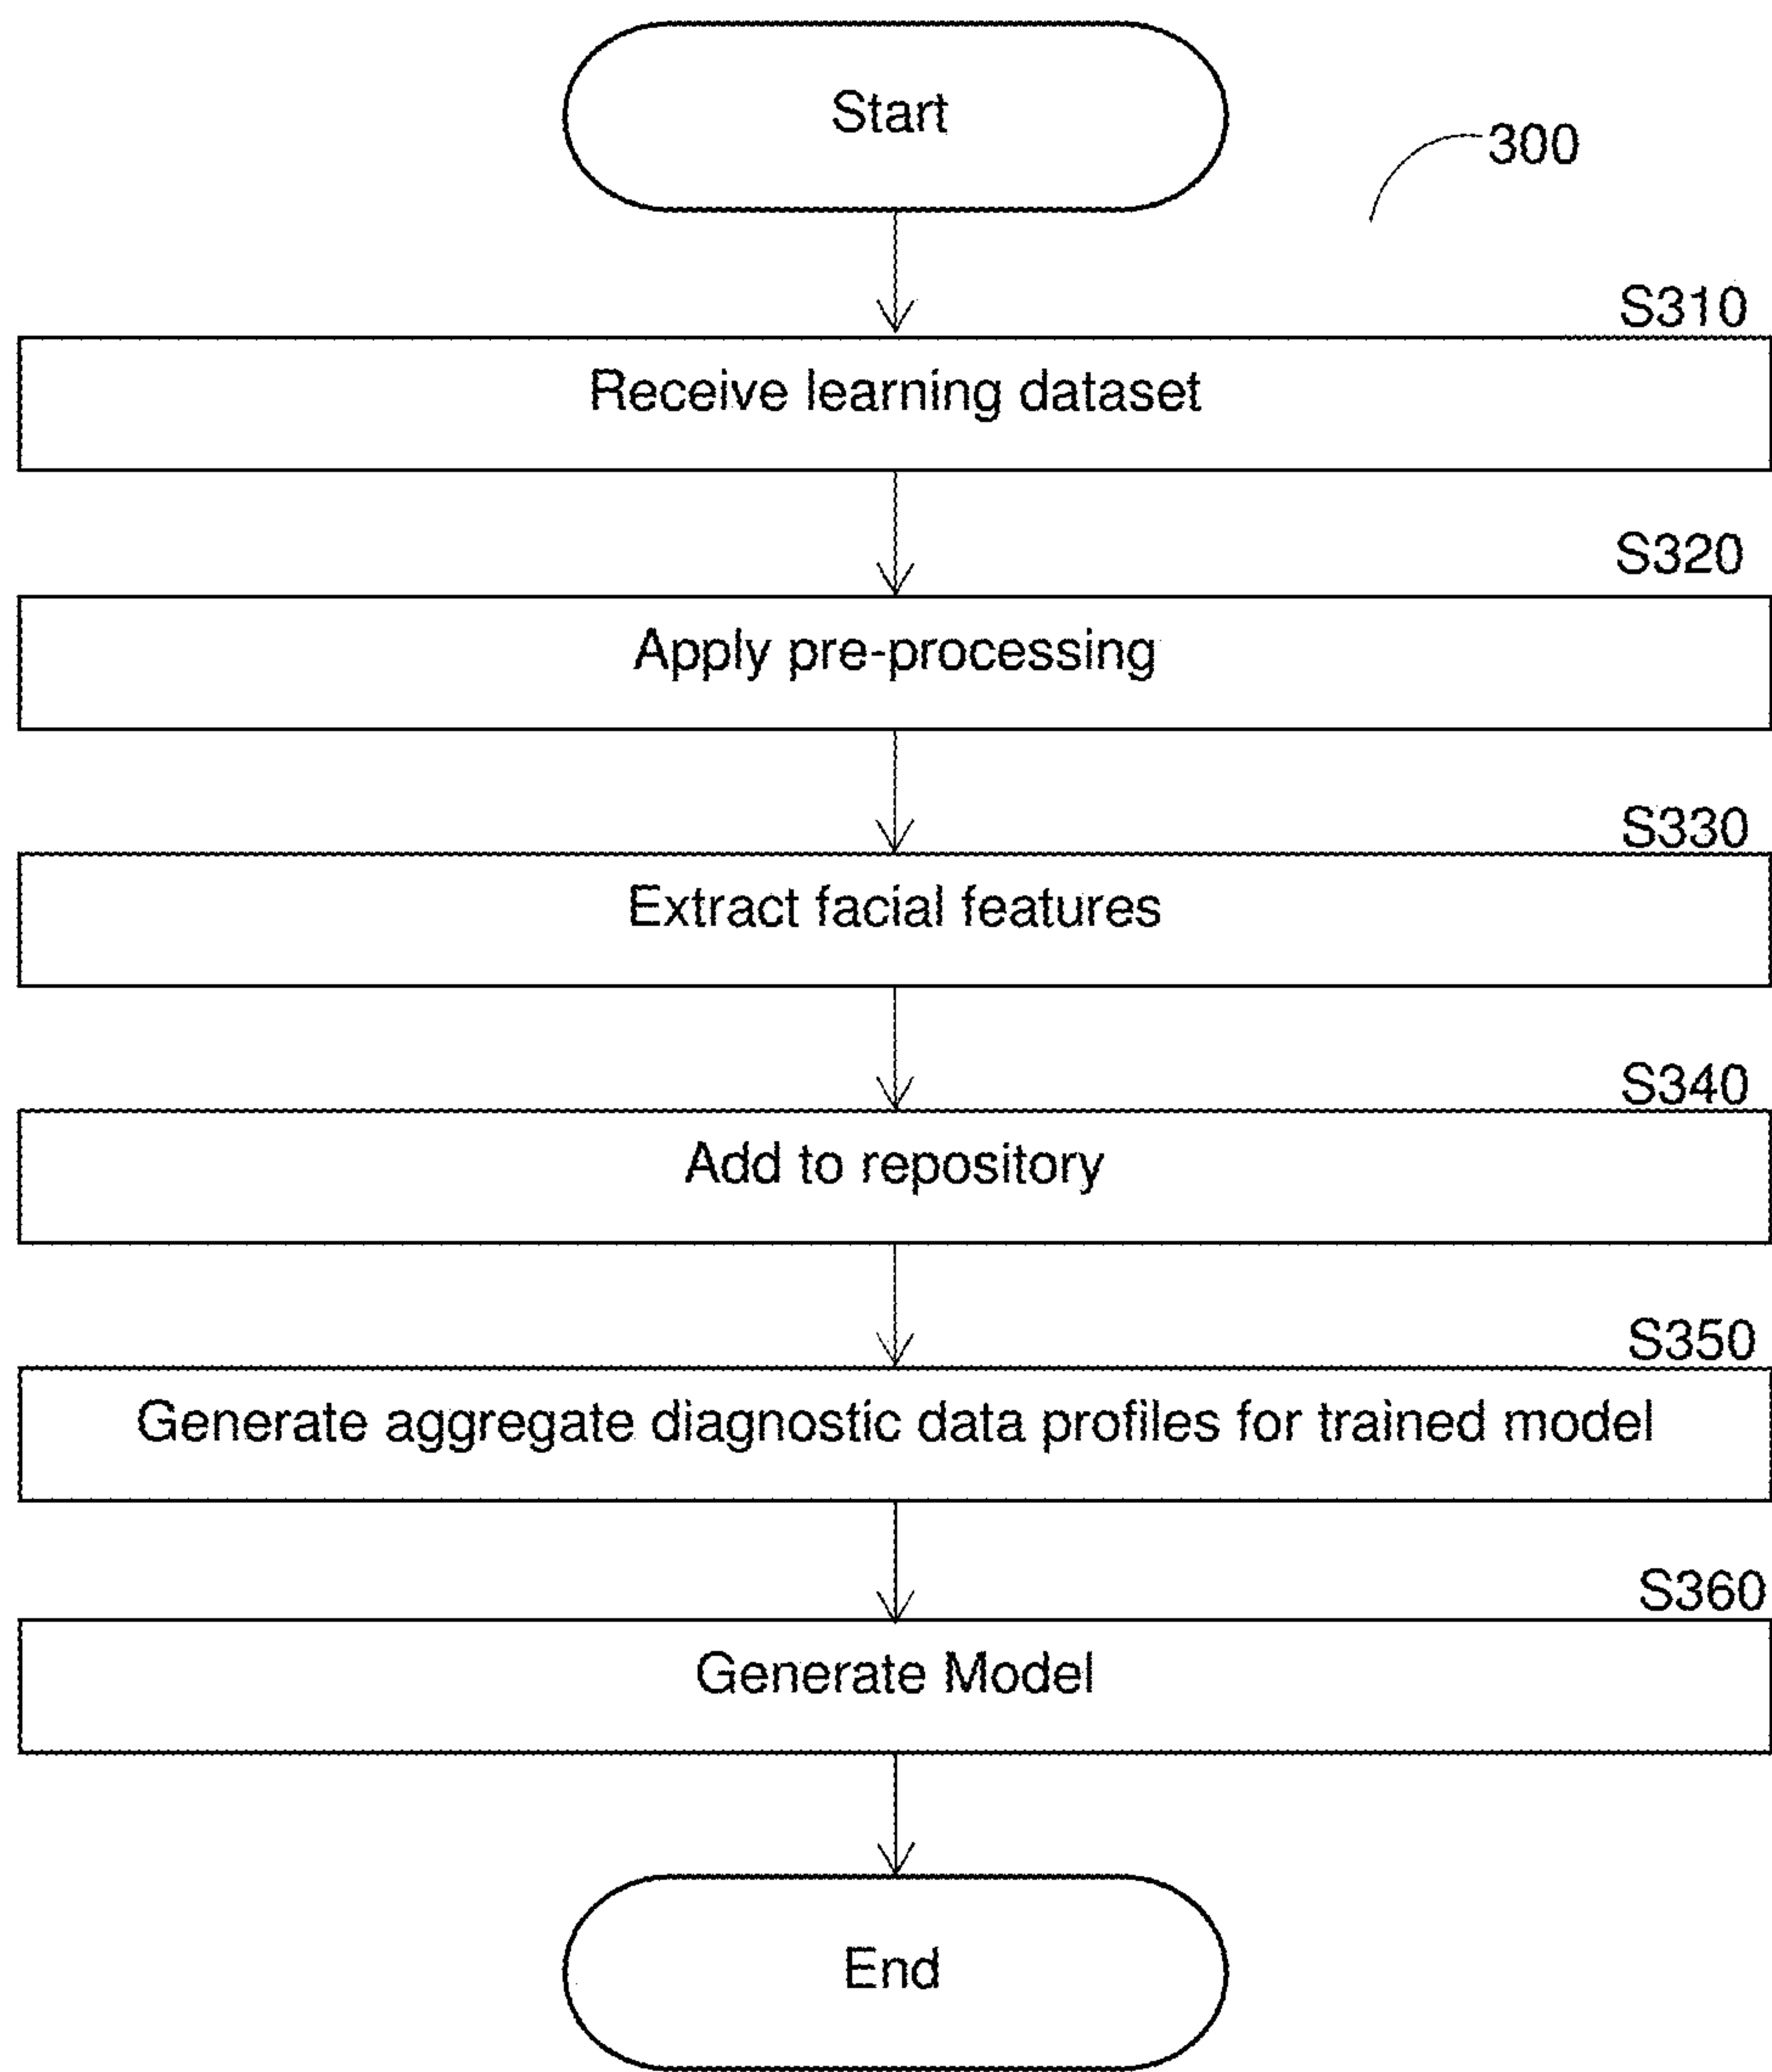 Start
300
S310
Receive learning dataset
S320
Apply pre-processing
S330
Extract facial features
S340
Add to repository
S350
Generate aggregate diagnostic data profiles for trained model
S360
Generate Model
End